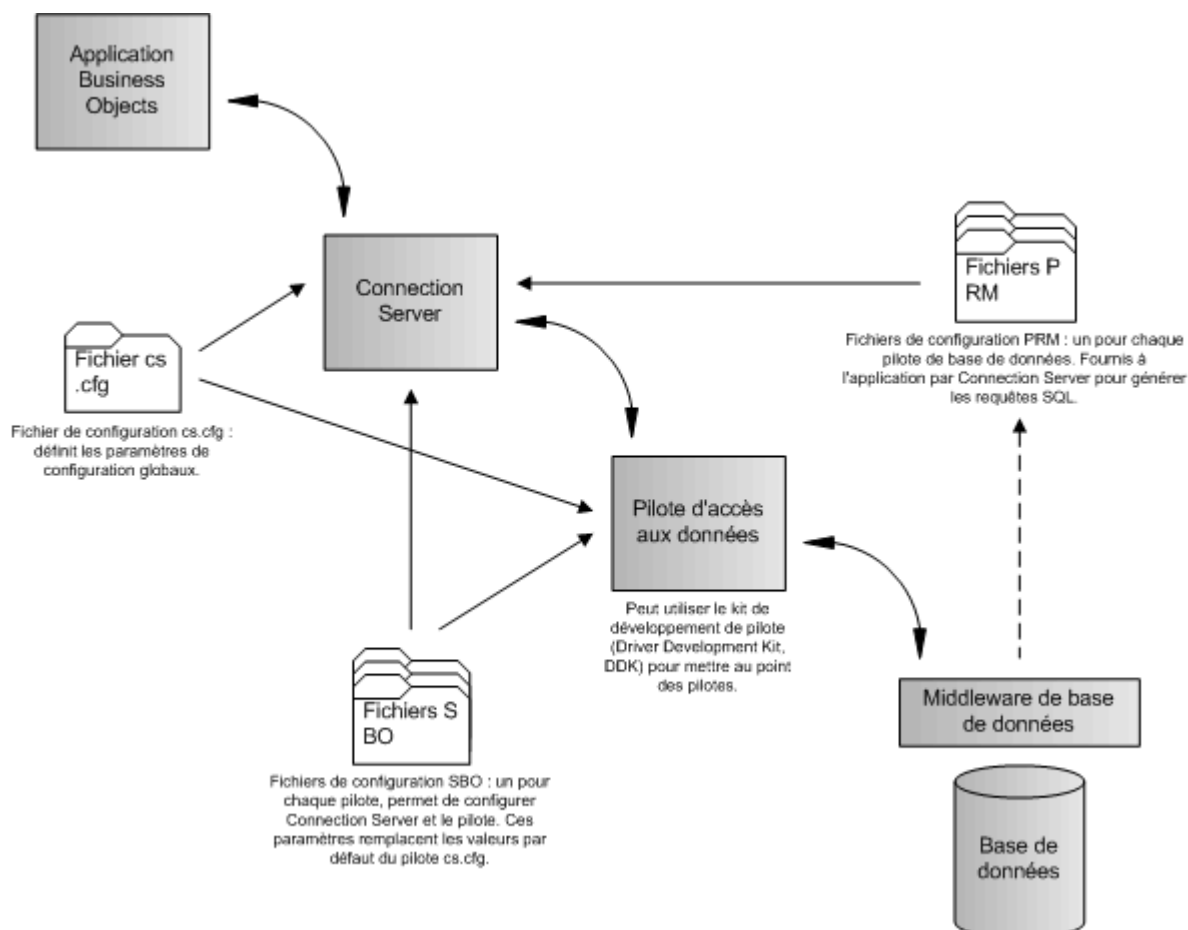 Application
Business
Objects
Connection
Server
Fichiers P
RM
Fichiers de configuration PRM : un pour chaque
pilote de base de données. Fournis à
l'application par Connection Server pour générer
les requêtes SQL.
Fichier cs
.cfg
Fichier de configuration cs.cfg :
définit les paramètres de
configuration globaux.
Pilote d'accès
aux données
Peut utiliser le kit de
développement de pilote
(Driver Development Kit,
DDK) pour mettre au point
des pilotes.
Fichiers S
BO
Fichiers de configuration SBO : un pour
chaque pilote, permet de configurer
Connection Server et le pilote. Ces
paramètres remplacent les valeurs par
défaut du pilote cs.cfg.
Middleware de base
de données
Base de
données